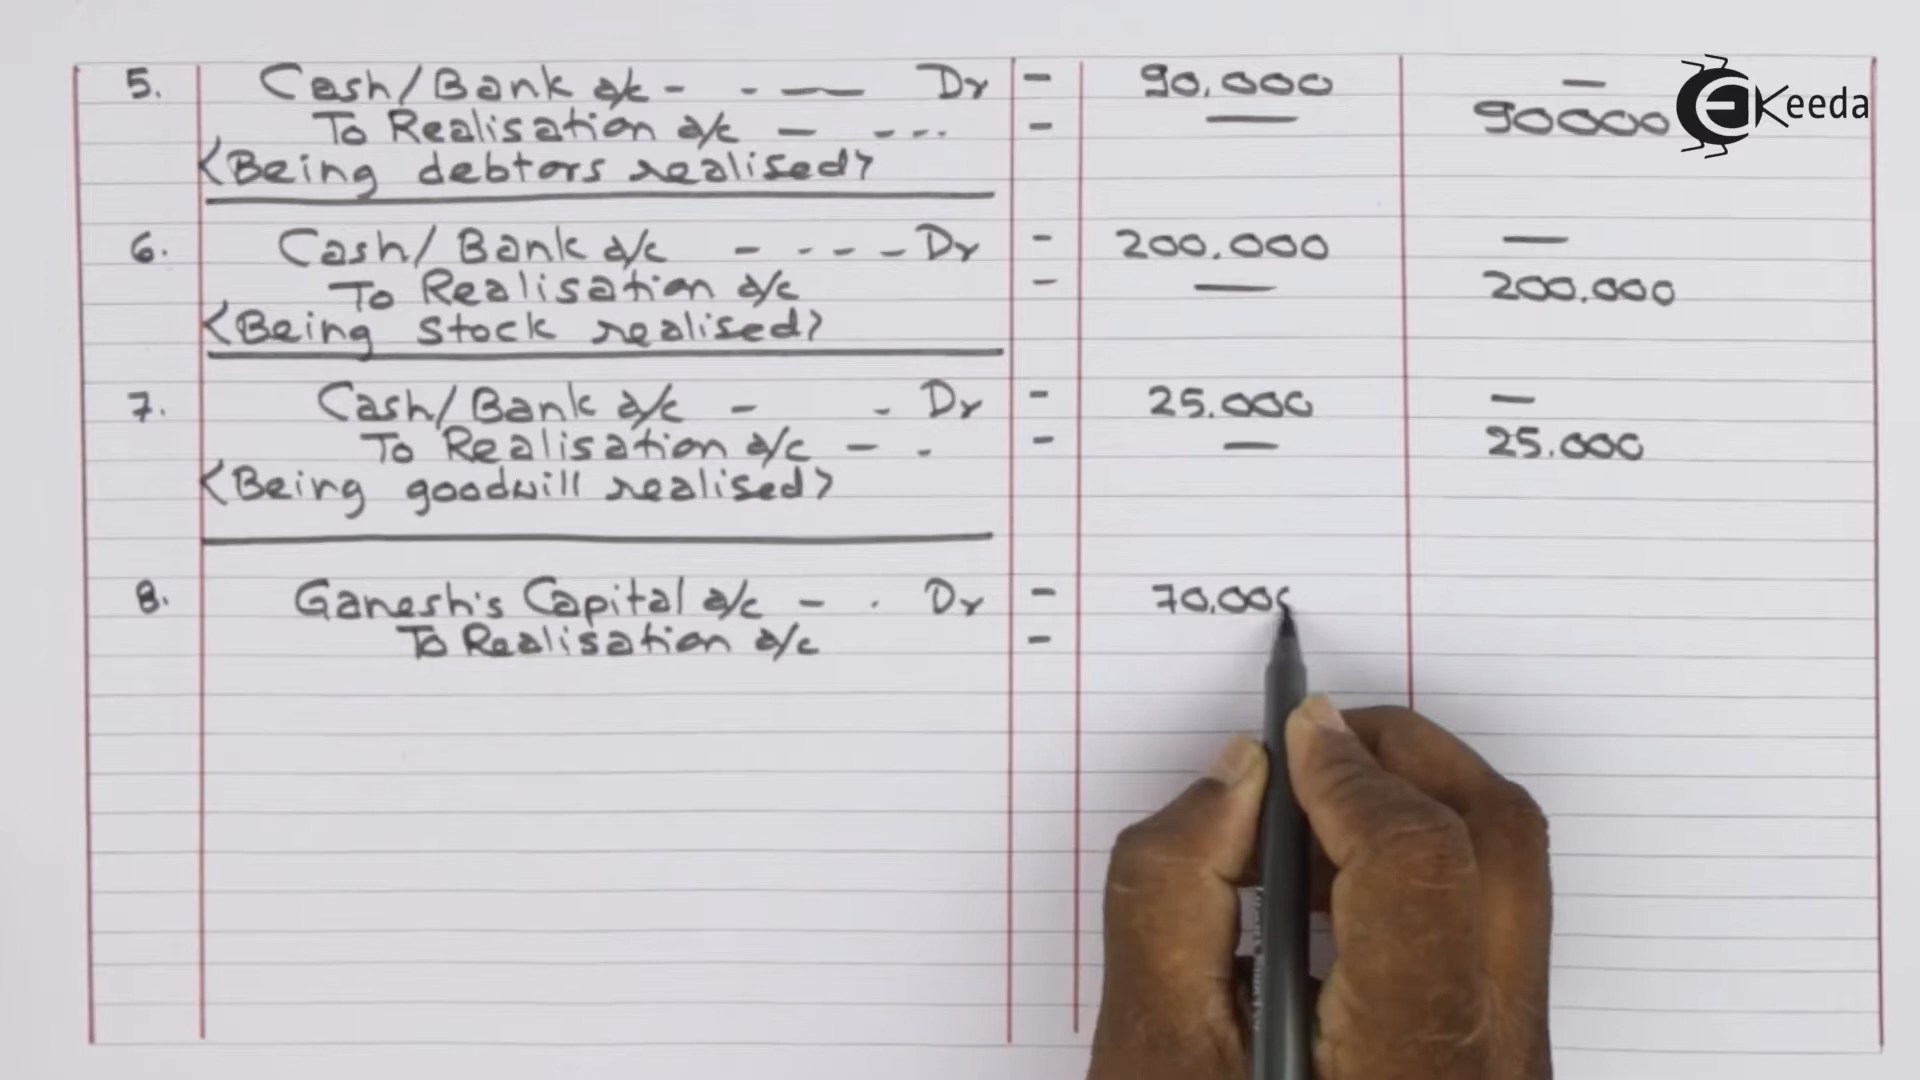 5. Cash/Bank a/c - - — Dr - 90,000 —
To Realisation a/c — - - - - — 90000
<Being debtors realised>
6. Cash/ Bank a/c - - - - Dr - 200.000 —
To Realisation a/c - — 200.000
<Being stock realised>
7. Cash/Bank a/c - - Dr - 25.000 —
To Realisation a/c - - - — 25.000
<Being goodwill realised>
8. Ganesh's Capital a/c - . Dr - 70,000
To Realisation a/c -
EKeeda